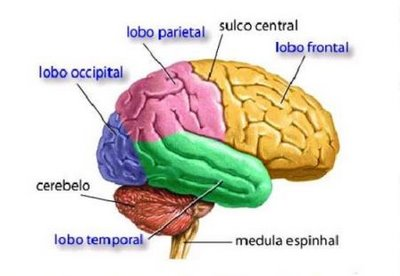 lobo parietal
sulco central
lobo frontal
lobo occipital
cerebelo
lobo temporal
medula espinhal